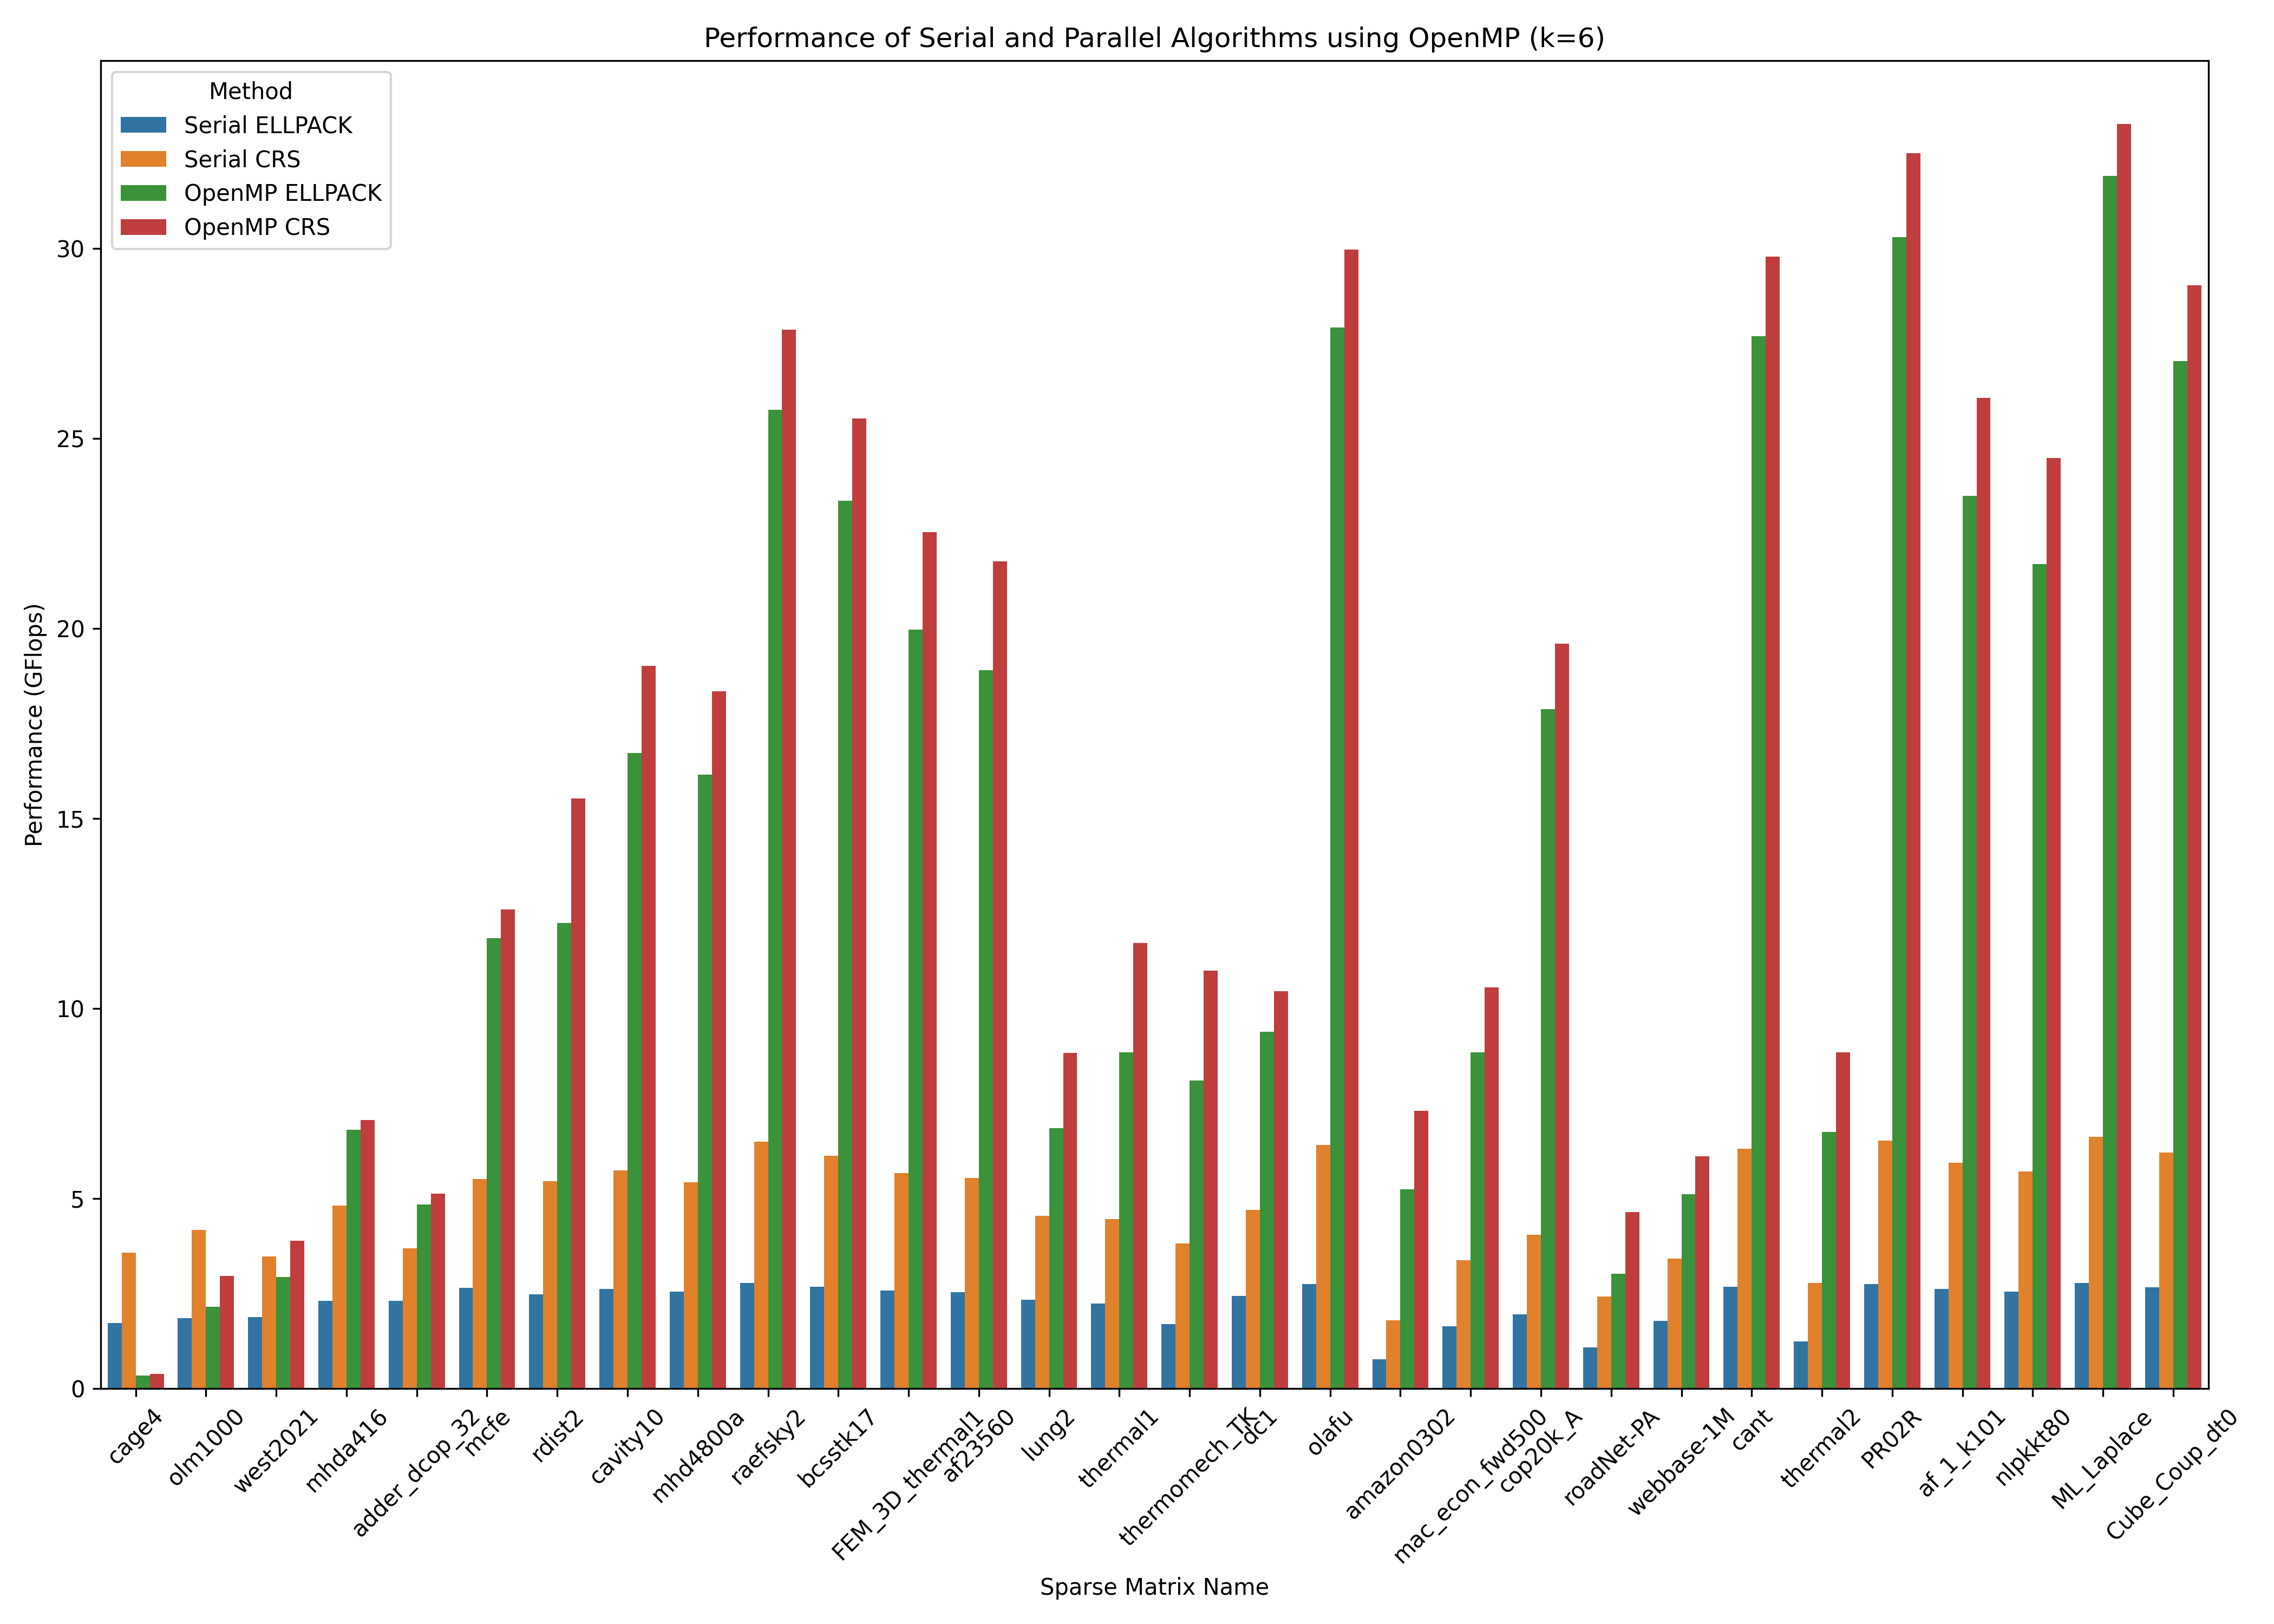 Performance of Serial and Parallel Algorithms using OpenMP (k=6)
Method
Serial ELLPACK
Serial CRS
OpenMP ELLPACK
OpenMP CRS
Performance (GFlops)
30
25
20
15
10
5
0
cage4
olm1000
west2021
mhda416
adder_dcop_32
mcfe
rdist2
cavity10
mhd4800a
raefsky2
bcsstk17
FEM_3D_thermal1
af23560
lung2
thermal1
thermomech_TK
dc1
olafu
amazon0302
mac_econ_fwd500
cop20k_A
roadNet-PA
webbase-1M
cant
thermal2
PR02R
af_1_k101
nlpkkt80
ML_Laplace
Cube_Coup_dt0
Sparse Matrix Name